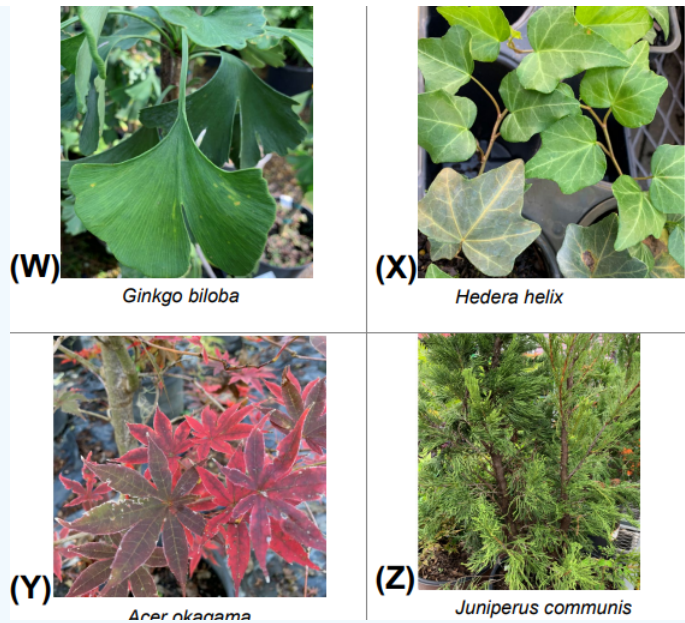 (W)
Ginkgo biloba
(X)
Hedera helix
(Y)
Acer okagama
(Z)
Juniperus communis